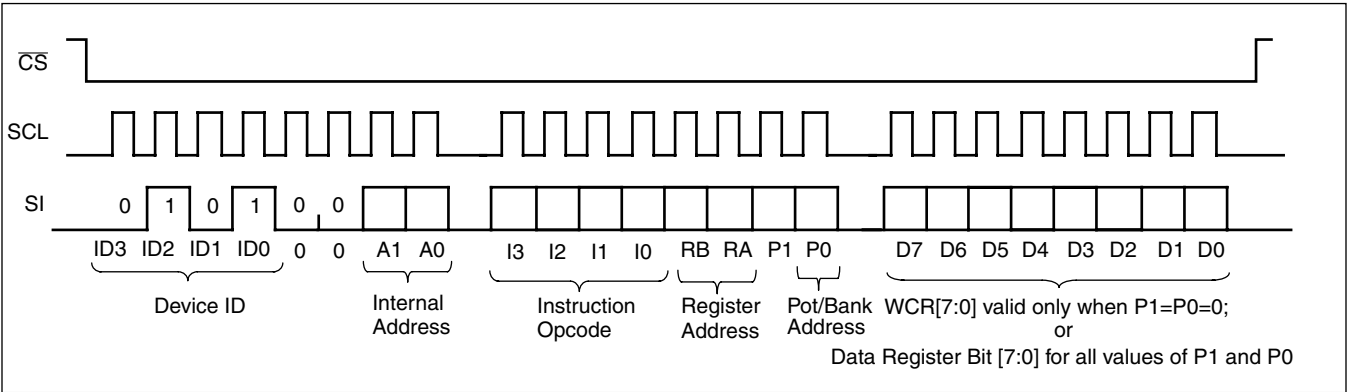 CS
SCL
SI
0 1 0 1 0 0
ID3 ID2 ID1 ID0 0 0 A1 A0 I3 I2 I1 I0 RB RA P1 P0 D7 D6 D5 D4 D3 D2 D1 D0
Device ID
Internal
Address
Instruction
Opcode
Register
Address
Pot/Bank
Address
WCR[7:0] valid only when P1=P0=0;
or
Data Register Bit [7:0] for all values of P1 and P0